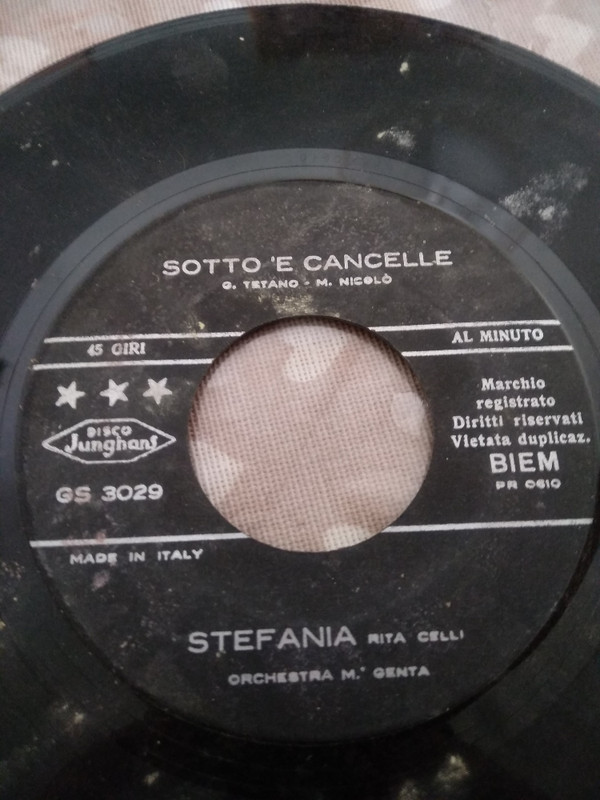 SOTTO 'E CANCELLE
G. TETANO - M. NICOLÒ
45 GIRI
AL MINUTO
DISCO
Junghans
GS 3029
Marchio
registrato
Diritti riservati
Vietata duplicaz.
BIEM
PR 0610
MADE IN ITALY
STEFANIA RITA CELLI
ORCHESTRA M.° GENTA